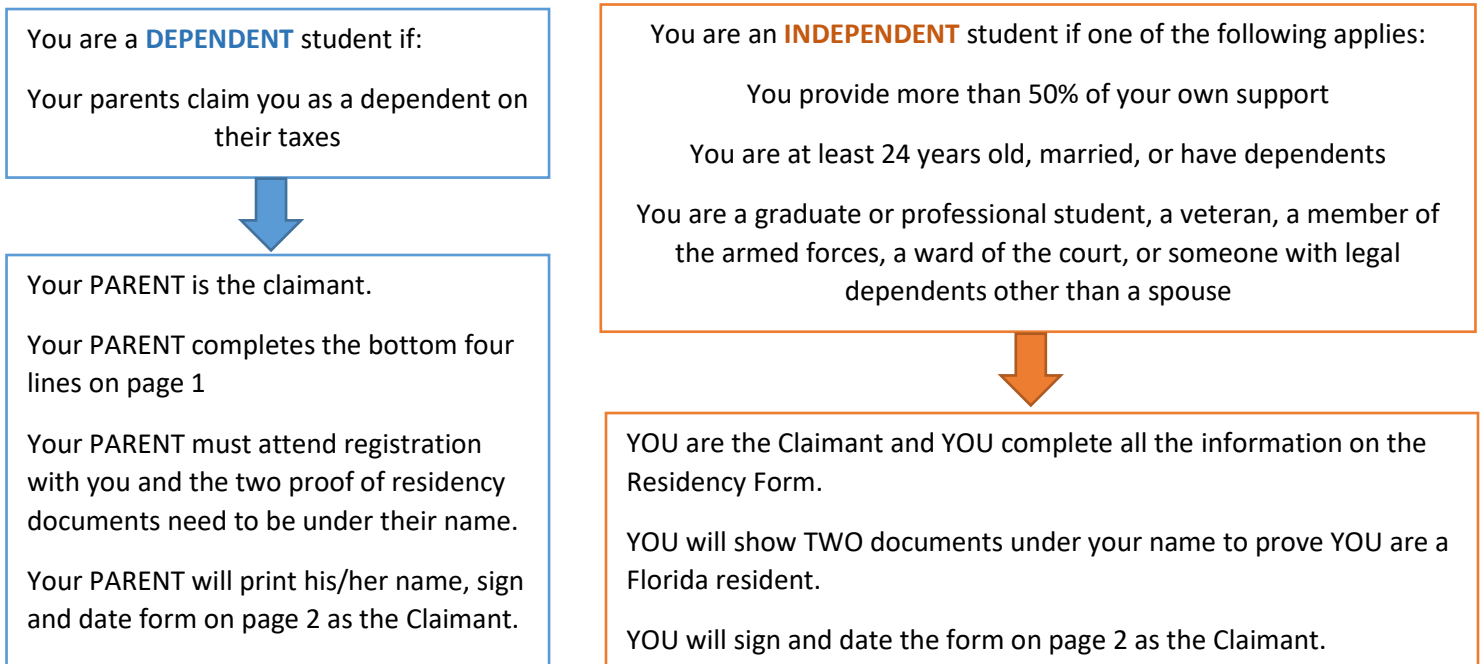 You are a DEPENDENT student if:
Your parents claim you as a dependent on
their taxes
Your PARENT is the claimant.
Your PARENT completes the bottom four
lines on page 1
Your PARENT must attend registration
with you and the two proof of residency
documents need to be under their name.
Your PARENT will print his/her name, sign
and date form on page 2 as the Claimant.
You are an INDEPENDENT student if one of the following applies:
You provide more than 50% of your own support
You are at least 24 years old, married, or have dependents
You are a graduate or professional student, a veteran, a member of
the armed forces, a ward of the court, or someone with legal
dependents other than a spouse
YOU are the Claimant and YOU complete all the information on the
Residency Form.
YOU will show TWO documents under your name to prove YOU are a
Florida resident.
YOU will sign and date the form on page 2 as the Claimant.